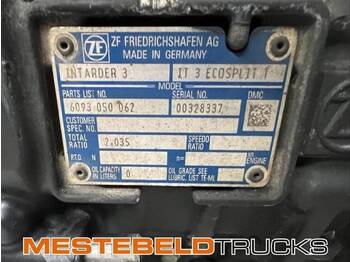 ZF
ZF FRIEDRICHSHAFEN AG
MADE IN GERMANY
INTARDER 3 IT 3 ECOSPLIT 1
MODEL
PARTS LIST NO. SERIAL NO. DMC
6093 050 062 00328337
CUSTOMER
SPEC. NO.
TOTAL RATIO 2.035 SPEEDO RATIO
P.T.O. N n= ENGINE
OIL CAPACITY IN LITERS 0 OIL GRADE SEE LUBRIC. LIST TE-ML
MESTEBELDTRUCKS